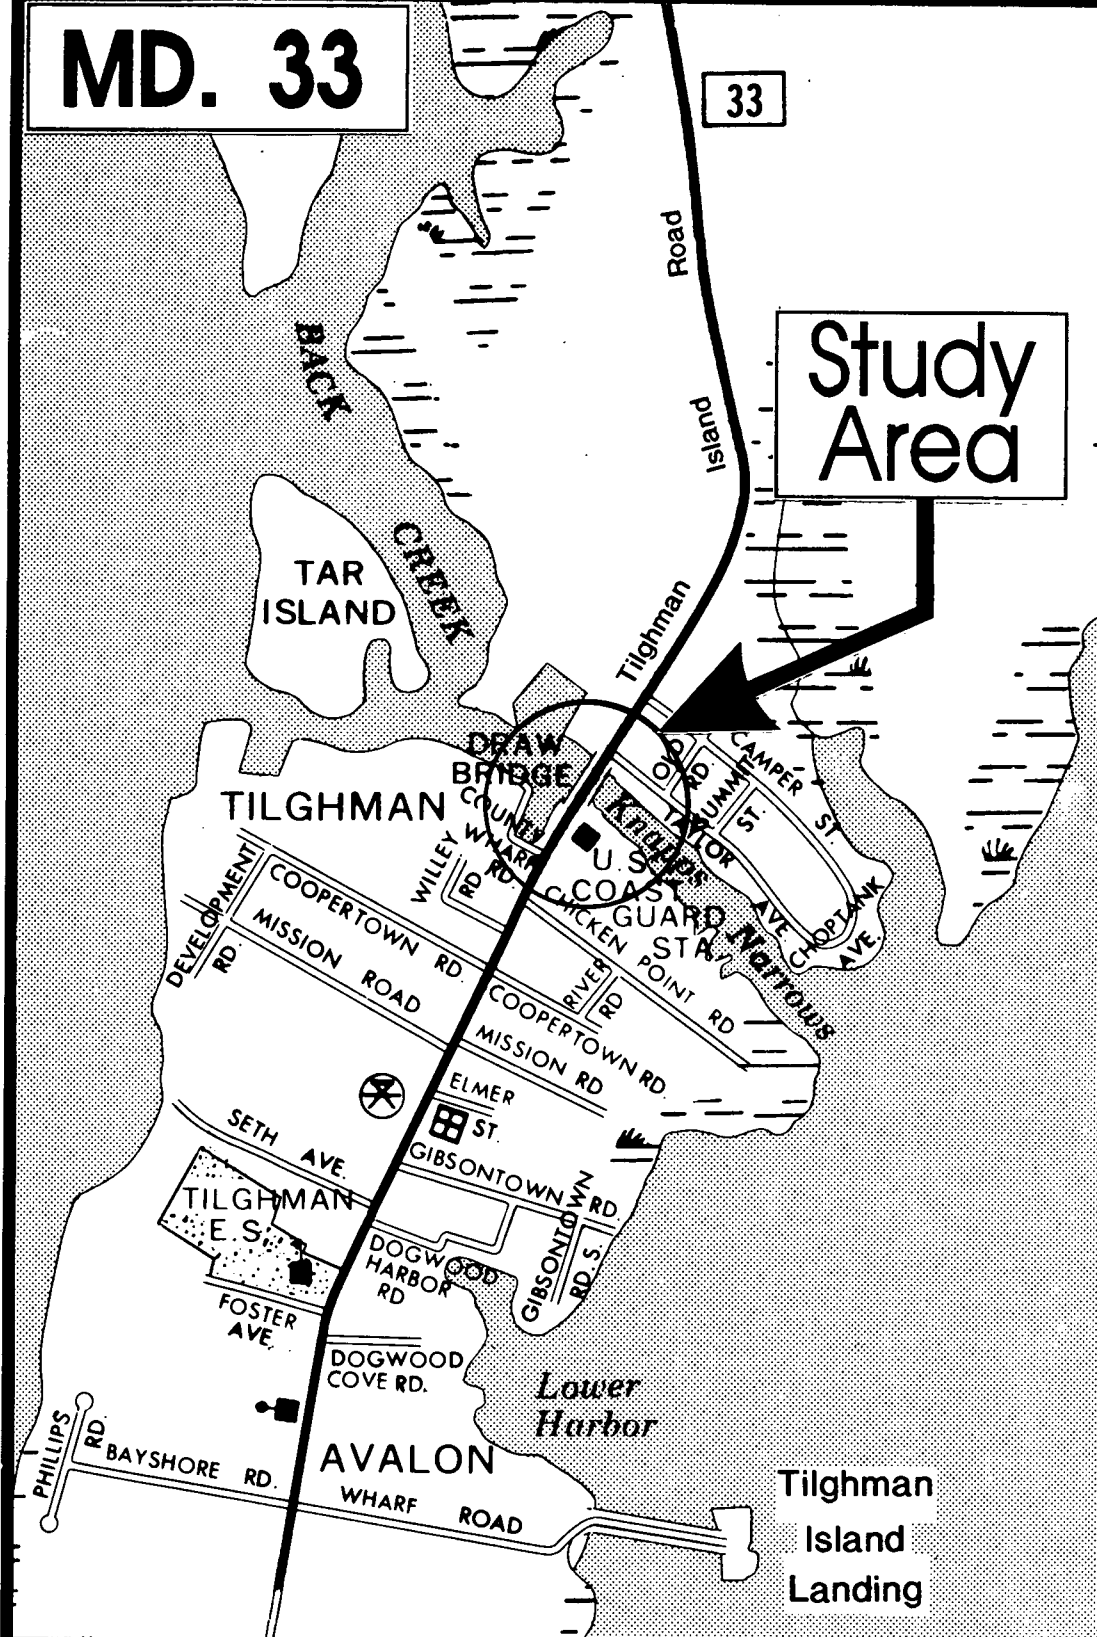 MD. 33
33
Road
Island
Tilghman
Study
Area
BACK
CREEK
TAR
ISLAND
DRAW
BRIDGE
TILGHMAN
COUNTY
WHARF
RD.
WILLEY
RD
OLD
RD
SUMMIT
ST.
CAMPER
ST.
TAYLOR
AVE.
CHOPTANK
AVE.
Knapps
Narrows
U.S.
COAST
GUARD
STA.
CHICKEN POINT RD
DEVELOPMENT
RD.
COOPERTOWN RD
MISSION ROAD
RIVER
RD
COOPERTOWN RD.
MISSION RD
ELMER
ST.
SETH AVE.
GIBSONTOWN RD
GIBSONTOWN
RD. S.
TILGHMAN
E.S.
DOGWOOD
HARBOR
RD
FOSTER
AVE.
DOGWOOD
COVE RD.
Lower
Harbor
PHILLIPS
RD.
BAYSHORE RD.
AVALON
WHARF ROAD
Tilghman
Island
Landing